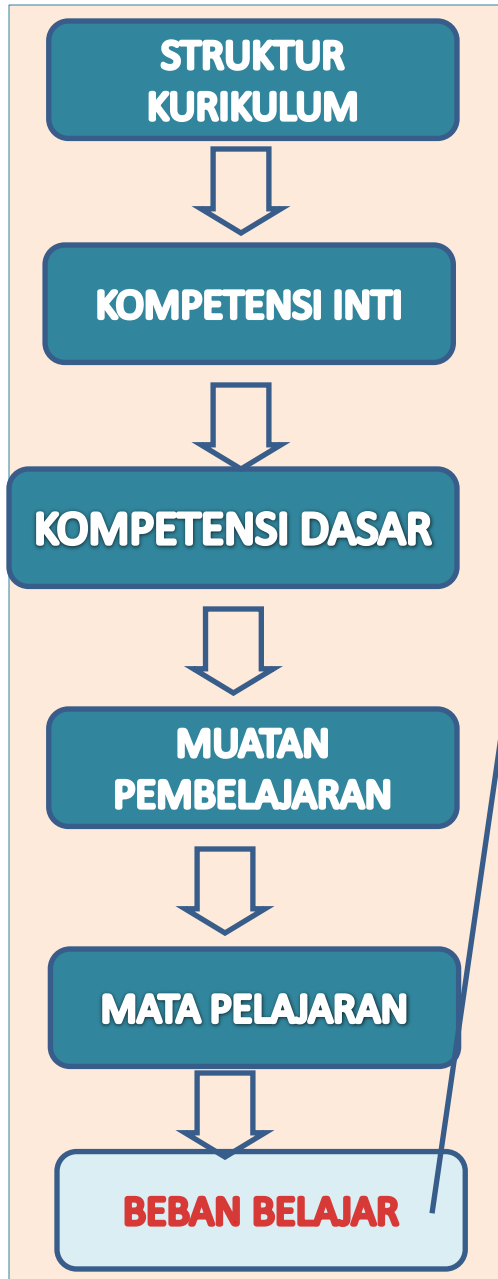 STRUKTUR
KURIKULUM
KOMPETENSI INTI
KOMPETENSI DASAR
MUATAN
PEMBELAJARAN
MATA PELAJARAN
BEBAN BELAJAR